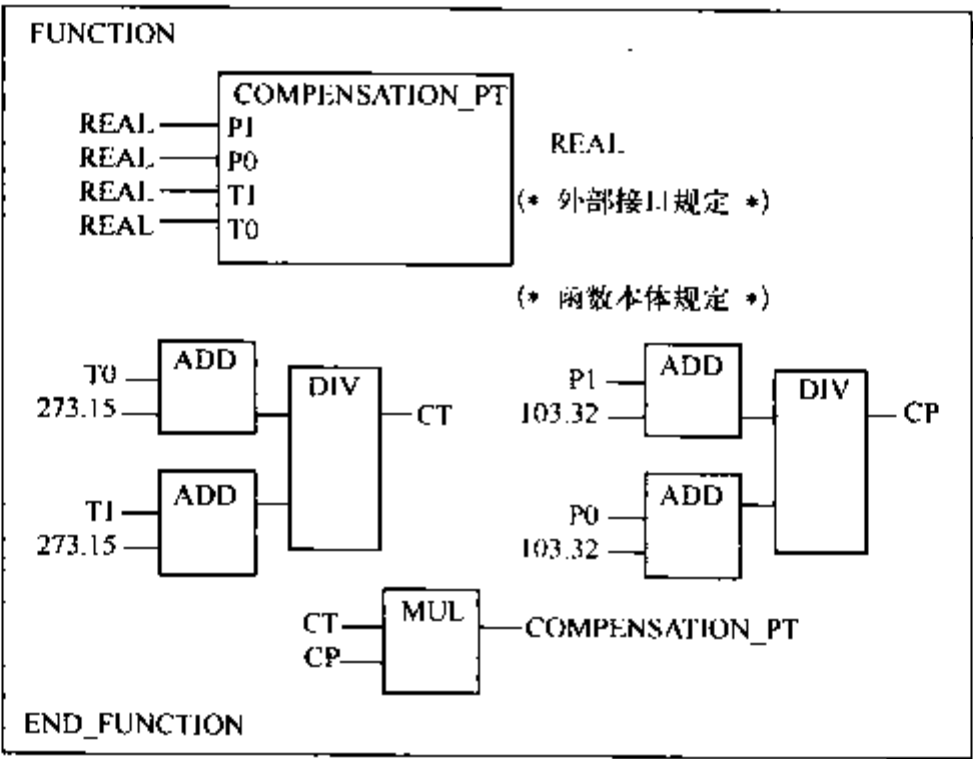 FUNCTION
COMPENSATION_PT
REAL P1
REAL P0
REAL T1
REAL T0
REAL
(* 外部接口规定 *)
(* 函数本体规定 *)
T0 ADD
273.15
DIV
CT
T1 ADD
273.15
P1 ADD
103.32
DIV
CP
P0 ADD
103.32
CT MUL
CP
COMPENSATION_PT
END_FUNCTION